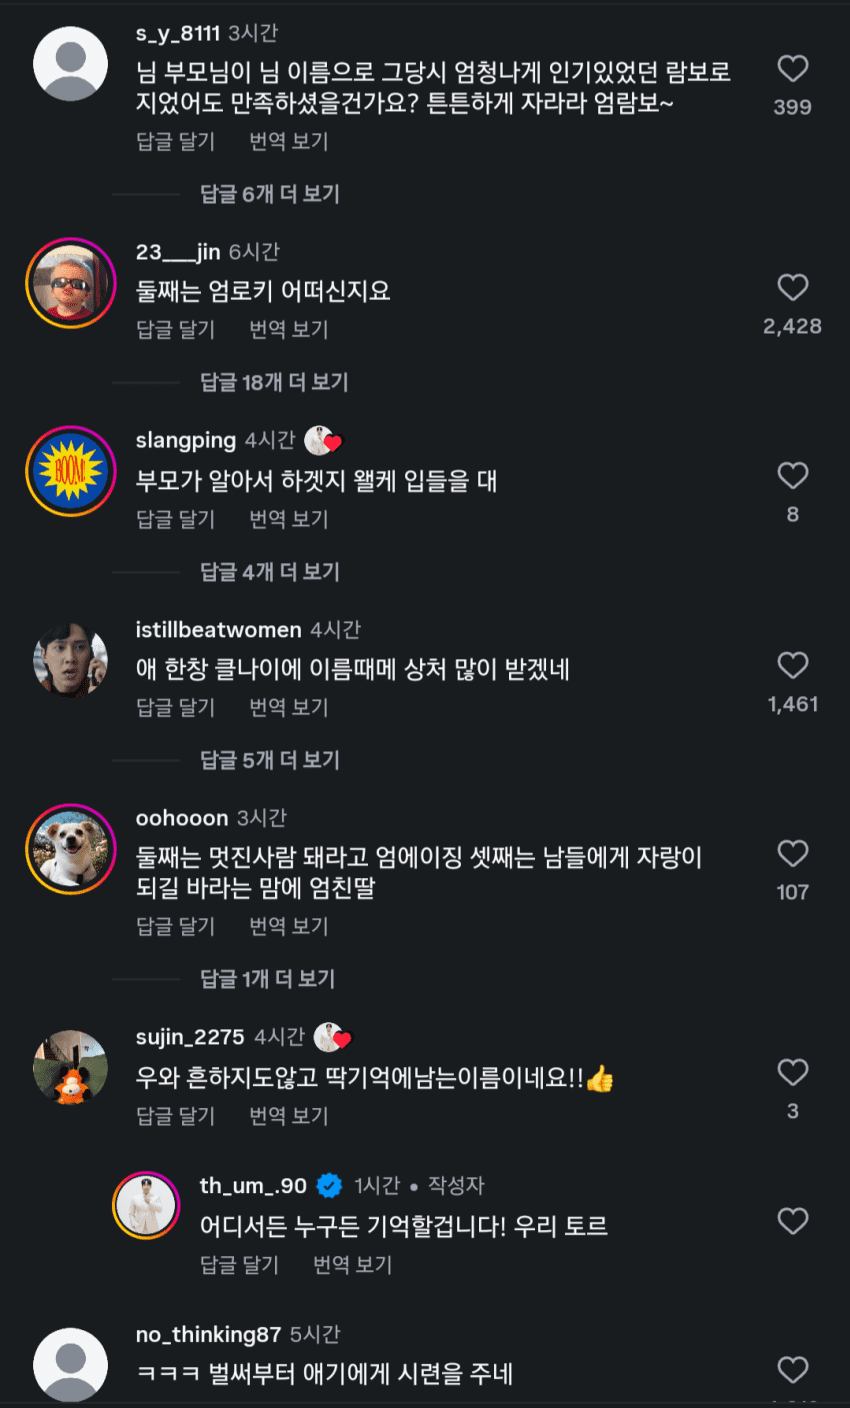 s_y_8111 3시간
님 부모님이 님 이름으로 그당시 엄청나게 인기있었던 람보로
지었어도 만족하셨을건가요? 튼튼하게 자라라 엄람보~
399
답글 달기 번역 보기
답글 6개 더 보기
23___jin 6시간
둘째는 엄로키 어떠신지요
2,428
답글 달기 번역 보기
답글 18개 더 보기
BOOM!
slangping 4시간
부모가 알아서 하겟지 왤케 입들을 대
8
답글 달기 번역 보기
답글 4개 더 보기
istillbeatwomen 4시간
애 한창 클나이에 이름때메 상처 많이 받겠네
1,461
답글 달기 번역 보기
답글 5개 더 보기
oohooon 3시간
둘째는 멋진사람 돼라고 엄에이징 셋째는 남들에게 자랑이
되길 바라는 맘에 엄친딸
107
답글 달기 번역 보기
답글 1개 더 보기
sujin_2275 4시간
우와 흔하지도않고 딱기억에남는이름이네요!!👍
3
답글 달기 번역 보기
th_um_.90 1시간 • 작성자
어디서든 누구든 기억할겁니다! 우리 토르
답글 달기 번역 보기
no_thinking87 5시간
ㅋㅋㅋ 벌써부터 애기에게 시련을 주네